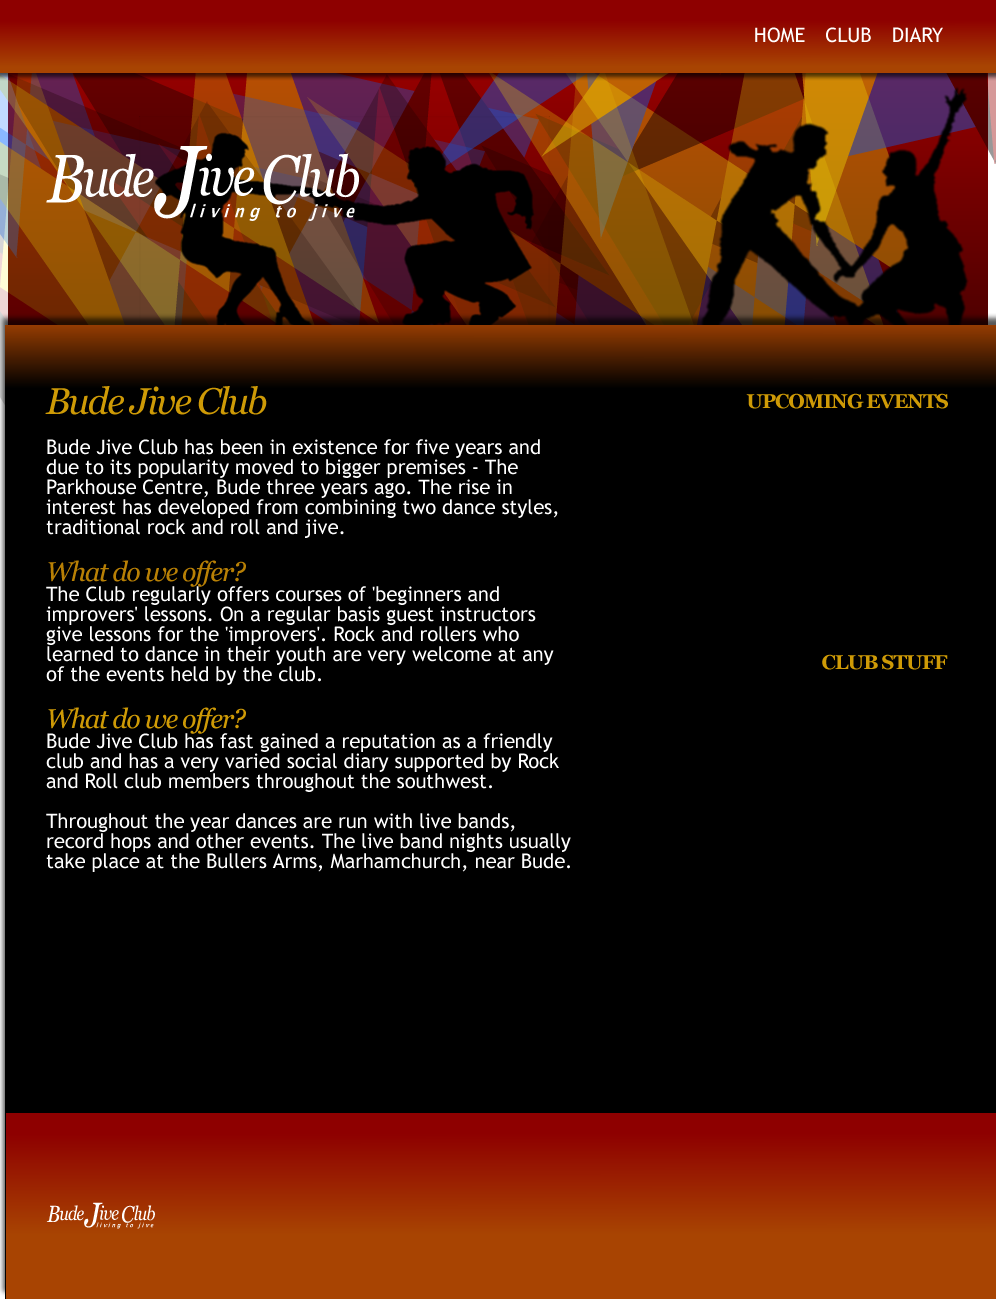 HOME CLUB DIARY
Bude Jive Club
living to jive
Bude Jive Club
Bude Jive Club has been in existence for five years and
due to its popularity moved to bigger premises - The
Parkhouse Centre, Bude three years ago. The rise in
interest has developed from combining two dance styles,
traditional rock and roll and jive.
What do we offer?
The Club regularly offers courses of 'beginners and
improvers' lessons. On a regular basis guest instructors
give lessons for the 'improvers'. Rock and rollers who
learned to dance in their youth are very welcome at any
of the events held by the club.
What do we offer?
Bude Jive Club has fast gained a reputation as a friendly
club and has a very varied social diary supported by Rock
and Roll club members throughout the southwest.
Throughout the year dances are run with live bands,
record hops and other events. The live band nights usually
take place at the Bullers Arms, Marhamchurch, near Bude.
UPCOMING EVENTS
CLUB STUFF
Bude Jive Club
living to jive